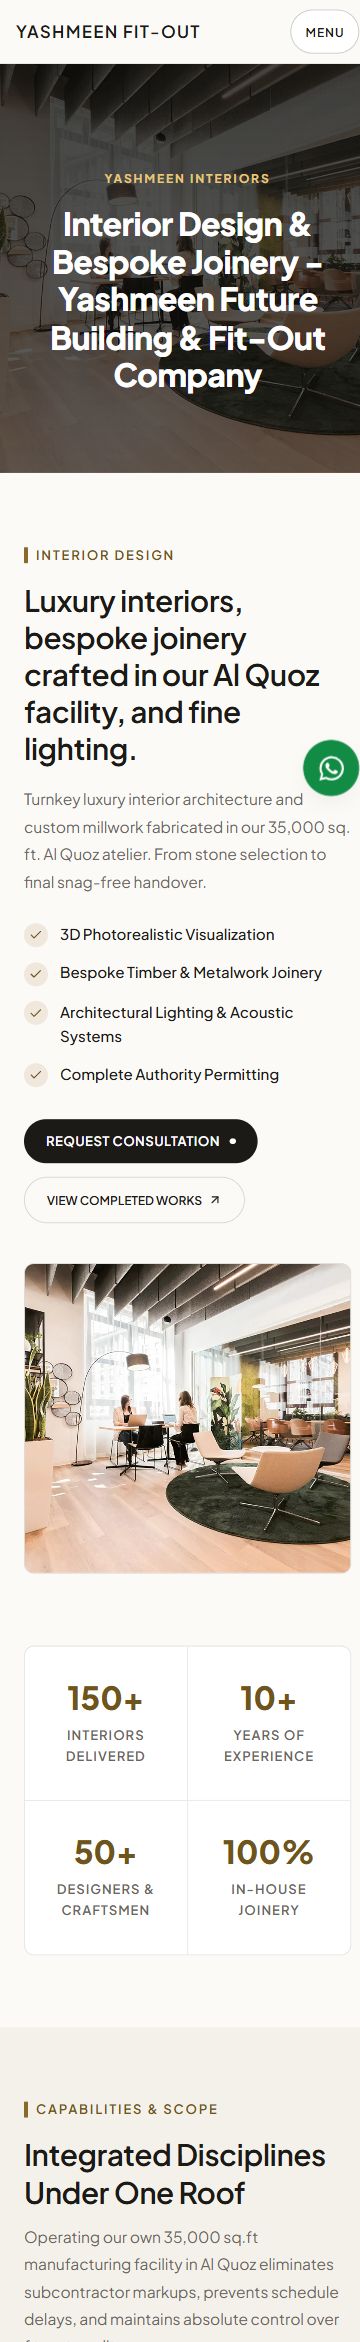 YASHMEEN FIT-OUT
MENU
YASHMEEN INTERIORS
Interior Design &
Bespoke Joinery –
Yashmeen Future
Building & Fit-Out
Company
INTERIOR DESIGN
Luxury interiors,
bespoke joinery
crafted in our Al Quoz
facility, and fine
lighting.
Turnkey luxury interior architecture and
custom millwork fabricated in our 35,000 sq.
ft. Al Quoz atelier. From stone selection to
final snag-free handover.
3D Photorealistic Visualization
Bespoke Timber & Metalwork Joinery
Architectural Lighting & Acoustic
Systems
Complete Authority Permitting
REQUEST CONSULTATION
VIEW COMPLETED WORKS
150+
INTERIORS
DELIVERED
10+
YEARS OF
EXPERIENCE
50+
DESIGNERS &
CRAFTSMEN
100%
IN-HOUSE
JOINERY
CAPABILITIES & SCOPE
Integrated Disciplines
Under One Roof
Operating our own 35,000 sq.ft
manufacturing facility in Al Quoz eliminates
subcontractor markups, prevents schedule
delays, and maintains absolute control over